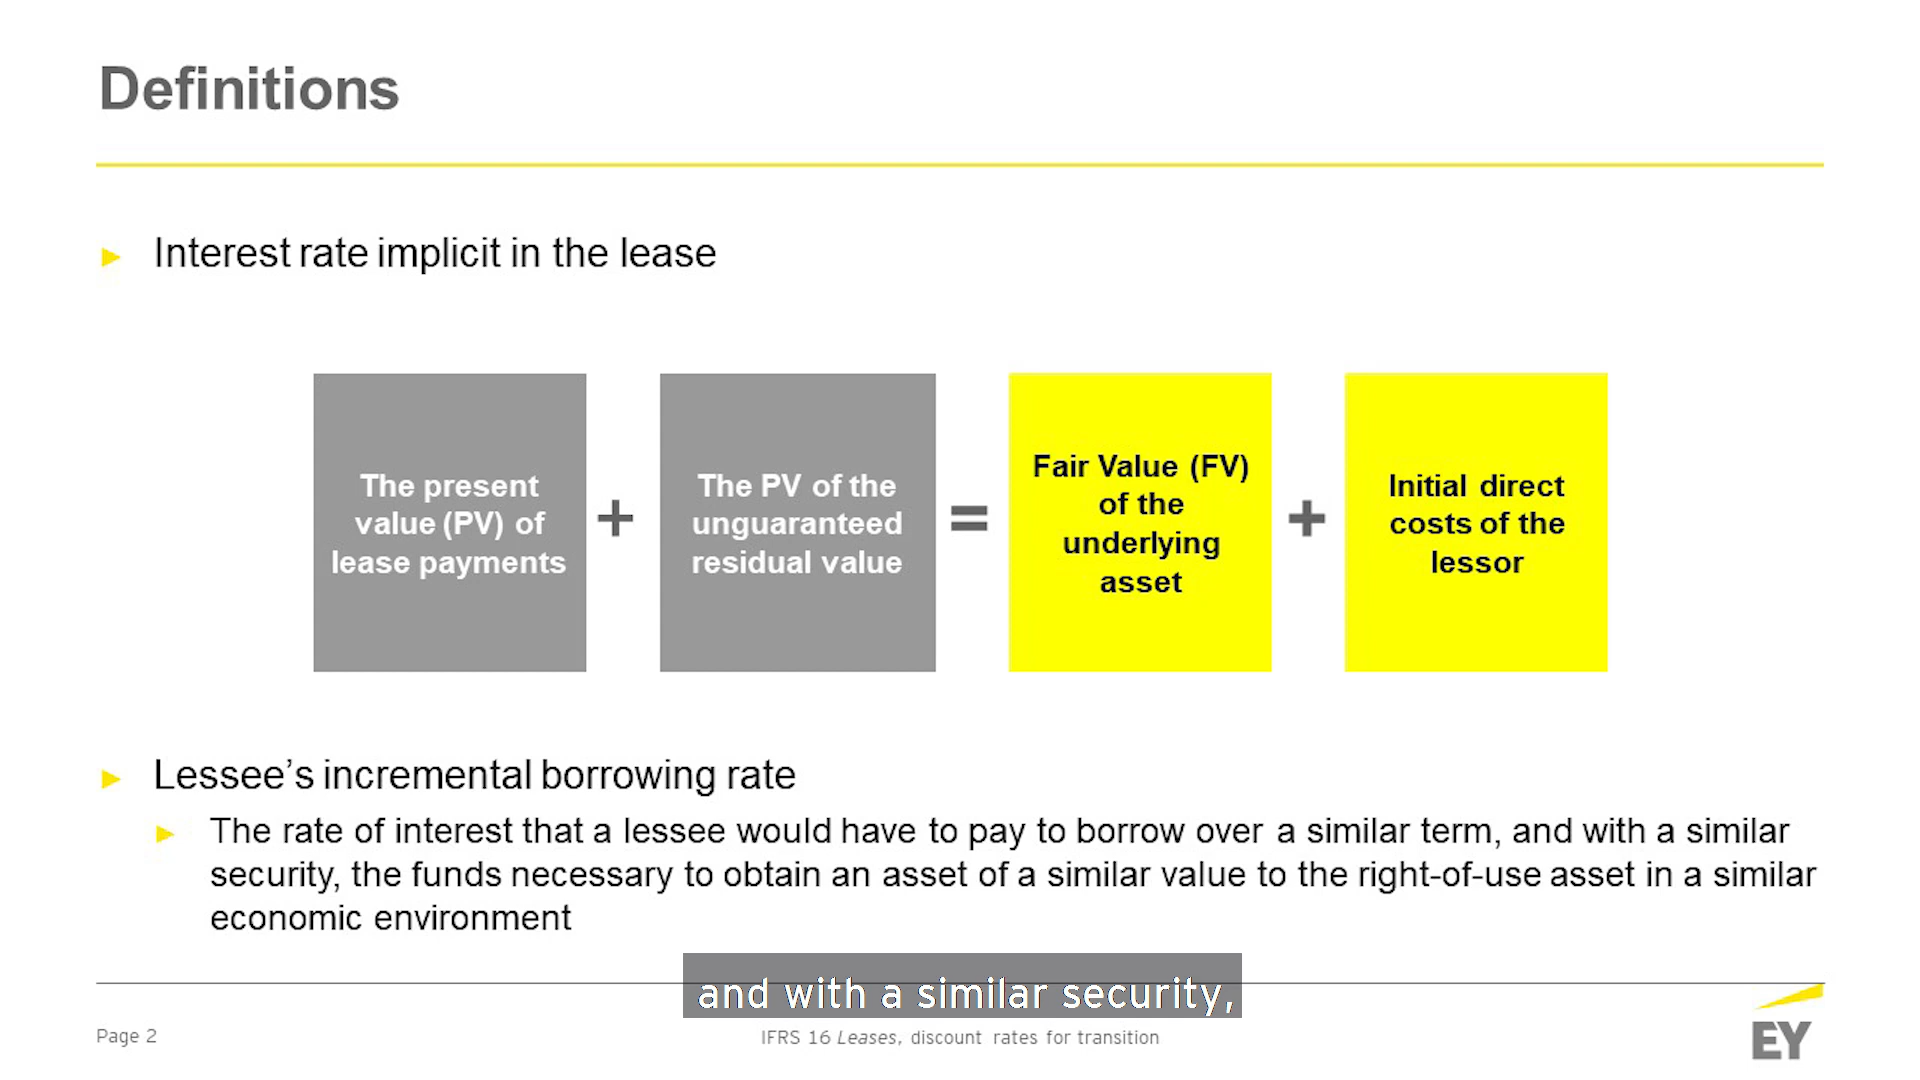 Definitions
► Interest rate implicit in the lease
The present
value (PV) of
lease payments
+
The PV of the
unguaranteed
residual value
=
Fair Value (FV)
of the
underlying
asset
+
Initial direct
costs of the
lessor
► Lessee's incremental borrowing rate
► The rate of interest that a lessee would have to pay to borrow over a similar term, and with a similar
security, the funds necessary to obtain an asset of a similar value to the right-of-use asset in a similar
economic environment
and with a similar security,
Page 2
IFRS 16 Leases, discount rates for transition
EY